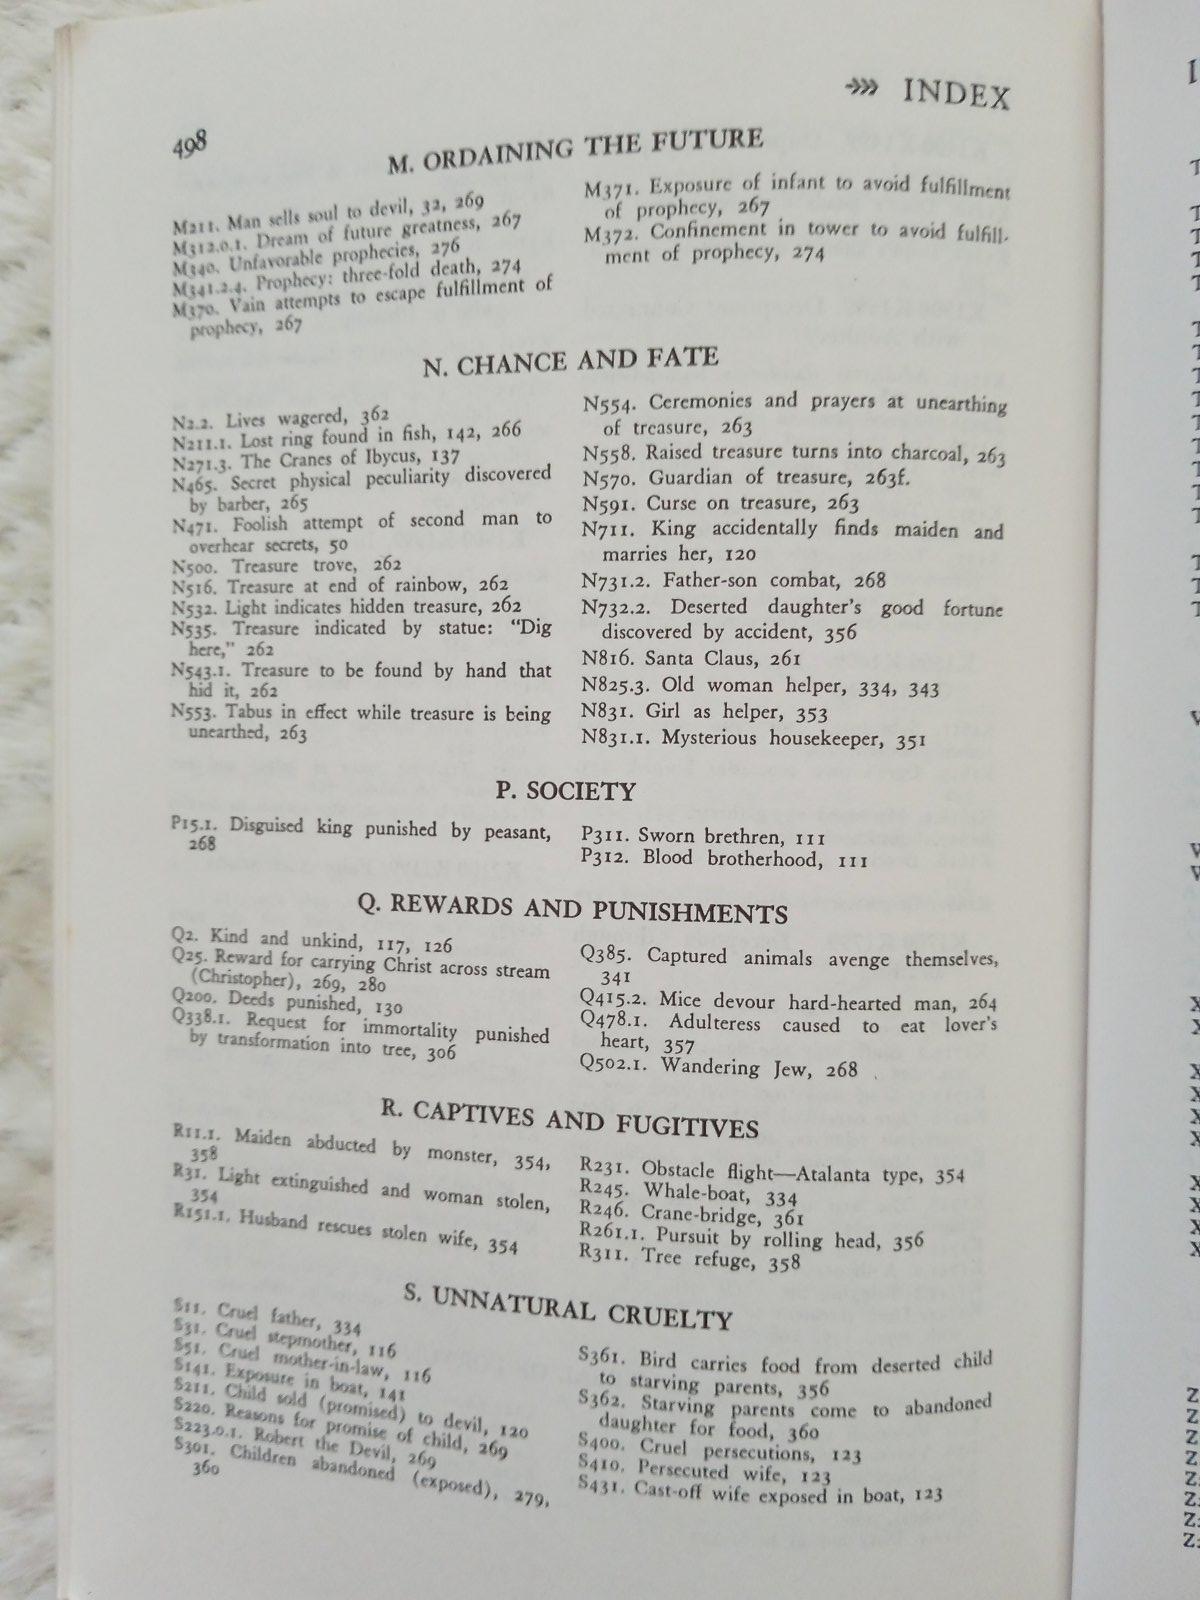 498
→»» INDEX
M. ORDAINING THE FUTURE
M211. Man sells soul to devil, 32, 269
M312.0.1. Dream of future greatness, 267
M340. Unfavorable prophecies, 276
M341.2.4. Prophecy: three-fold death, 274
M370. Vain attempts to escape fulfillment of
prophecy, 267
M371. Exposure of infant to avoid fulfillment
of prophecy, 267
M372. Confinement in tower to avoid fulfill-
ment of prophecy, 274
N. CHANCE AND FATE
N2.2. Lives wagered, 362
N211.1. Lost ring found in fish, 142, 266
N271.3. The Cranes of Ibycus, 137
N465. Secret physical peculiarity discovered
by barber, 265
N471. Foolish attempt of second man to
overhear secrets, 50
N500. Treasure trove, 262
N516. Treasure at end of rainbow, 262
N532. Light indicates hidden treasure, 262
N535. Treasure indicated by statue: “Dig
here,” 262
N543.1. Treasure to be found by hand that
hid it, 262
N553. Tabus in effect while treasure is being
unearthed, 263
N554. Ceremonies and prayers at unearthing
of treasure, 263
N558. Raised treasure turns into charcoal, 263
N570. Guardian of treasure, 263f.
N591. Curse on treasure, 263
N711. King accidentally finds maiden and
marries her, 120
N731.2. Father-son combat, 268
N732.2. Deserted daughter’s good fortune
discovered by accident, 356
N816. Santa Claus, 261
N825.3. Old woman helper, 334, 343
N831. Girl as helper, 353
N831.1. Mysterious housekeeper, 351
P. SOCIETY
P15.1. Disguised king punished by peasant,
268
P311. Sworn brethren, 111
P312. Blood brotherhood, 111
Q. REWARDS AND PUNISHMENTS
Q2. Kind and unkind, 117, 126
Q25. Reward for carrying Christ across stream
(Christopher), 269, 280
Q200. Deeds punished, 130
Q338.1. Request for immortality punished
by transformation into tree, 306
Q385. Captured animals avenge themselves,
341
Q415.2. Mice devour hard-hearted man, 264
Q478.1. Adulteress caused to eat lover’s
heart, 357
Q502.1. Wandering Jew, 268
R. CAPTIVES AND FUGITIVES
R11.1. Maiden abducted by monster, 354,
358
R31. Light extinguished and woman stolen,
354
R151.1. Husband rescues stolen wife, 354
R231. Obstacle flight—Atalanta type, 354
R245. Whale-boat, 334
R246. Crane-bridge, 361
R261.1. Pursuit by rolling head, 356
R311. Tree refuge, 358
S. UNNATURAL CRUELTY
S11. Cruel father, 334
S31. Cruel stepmother, 116
S51. Cruel mother-in-law, 116
S141. Exposure in boat, 141
S211. Child sold (promised) to devil, 120
S220. Reasons for promise of child, 269
S223.0.1. Robert the Devil, 269
S301. Children abandoned (exposed), 279,
360
S361. Bird carries food from deserted child
to starving parents, 356
S362. Starving parents come to abandoned
daughter for food, 360
S400. Cruel persecutions, 123
S410. Persecuted wife, 123
S431. Cast-off wife exposed in boat, 123